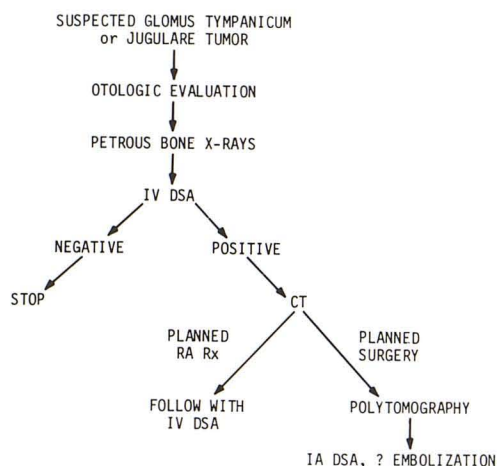 SUSPECTED GLOMUS TYMPANICUM
or JUGULARE TUMOR
OTOLOGIC EVALUATION
PETROUS BONE X-RAYS
IV DSA
NEGATIVE
POSITIVE
STOP
CT
PLANNED
RA Rx
PLANNED
SURGERY
FOLLOW WITH
IV DSA
POLYTOMOGRAPHY
IA DSA, ? EMBOLIZATION